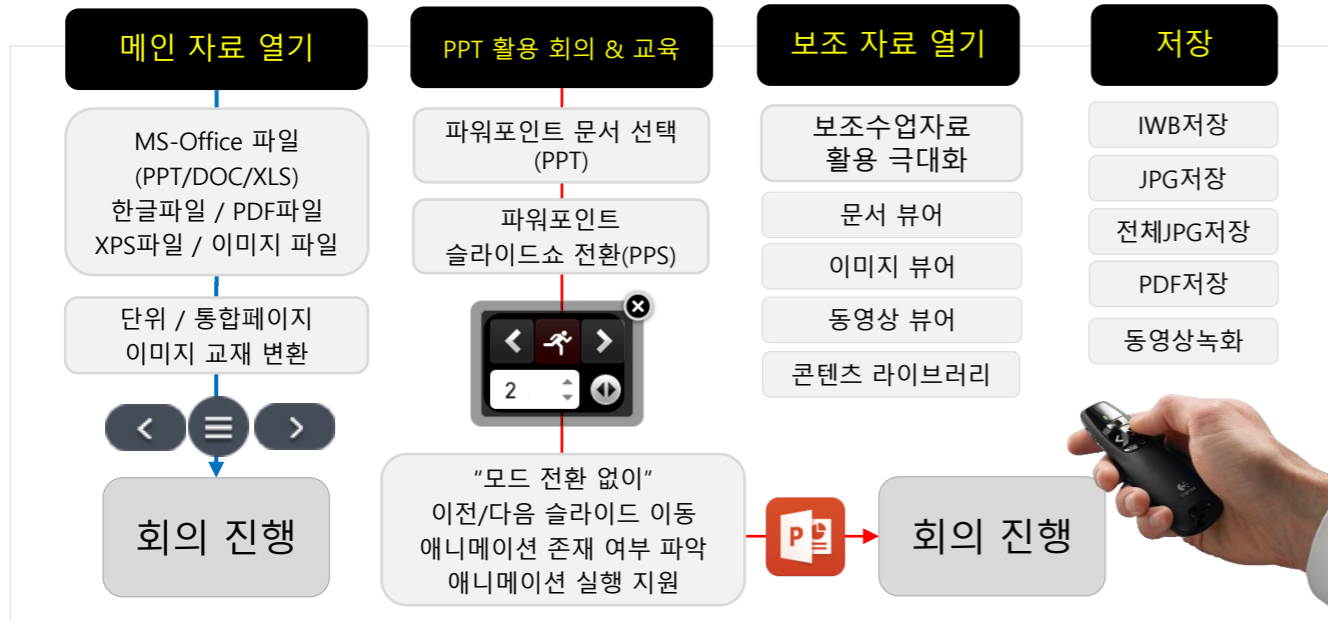 메인 자료 열기
MS-Office 파일
(PPT/DOC/XLS)
한글파일 / PDF파일
XPS파일 / 이미지 파일
단위 / 통합페이지
이미지 교재 변환
회의 진행
PPT 활용 회의 & 교육
파워포인트 문서 선택
(PPT)
파워포인트
슬라이드쇼 전환(PPS)
2
“모드 전환 없이”
이전/다음 슬라이드 이동
애니메이션 존재 여부 파악
애니메이션 실행 지원
P
회의 진행
보조 자료 열기
보조수업자료
활용 극대화
문서 뷰어
이미지 뷰어
동영상 뷰어
콘텐츠 라이브러리
저장
IWB저장
JPG저장
전체JPG저장
PDF저장
동영상녹화